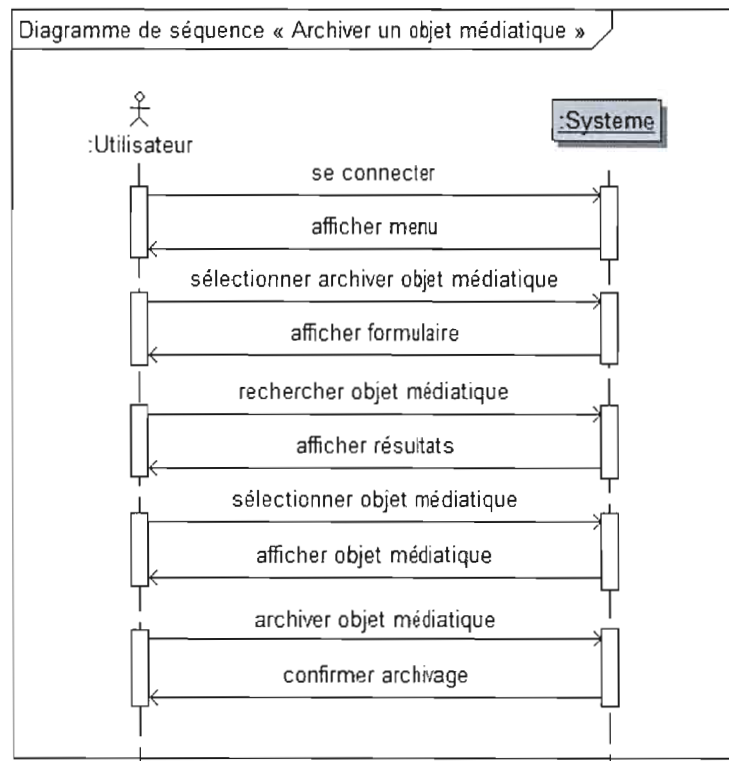 Diagramme de séquence « Archiver un objet médiatique »
:Utilisateur
:Systeme
se connecter
afficher menu
sélectionner archiver objet médiatique
afficher formulaire
rechercher objet médiatique
afficher résultats
sélectionner objet médiatique
afficher objet médiatique
archiver objet médiatique
confirmer archivage